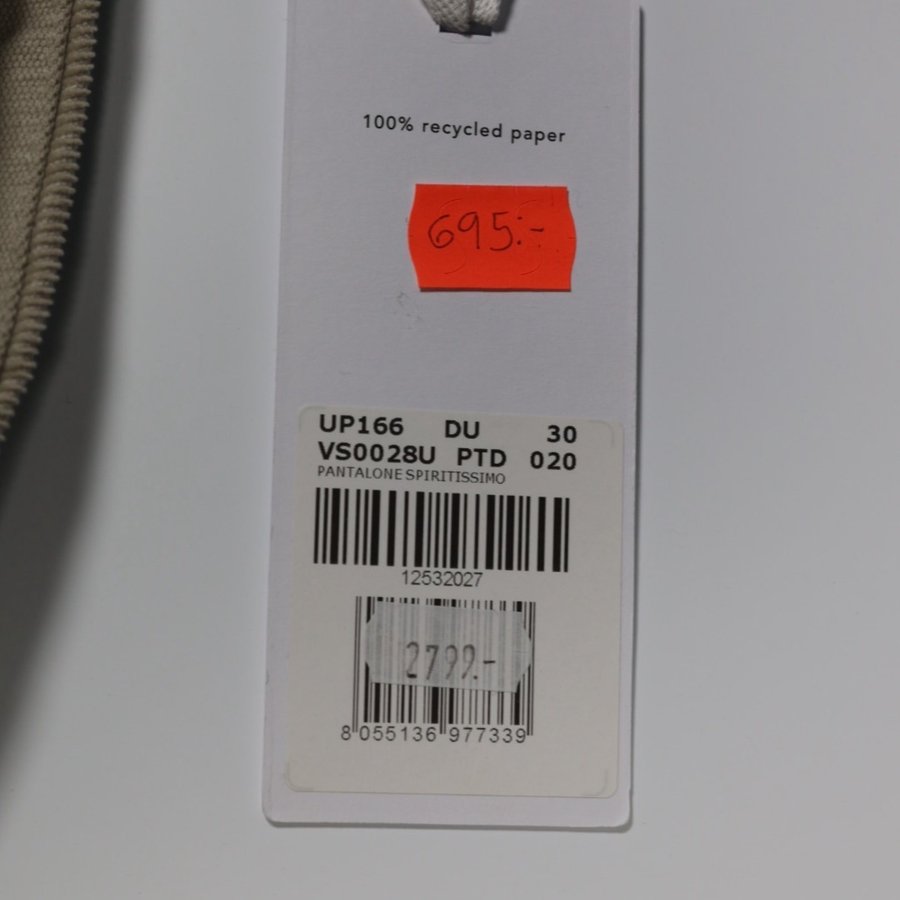 100% recycled paper
695:-
UP166 DU 30
VS0028U PTD 020
PANTALONE SPIRITISSIMO
12532027
2799.-
8 055136 977339